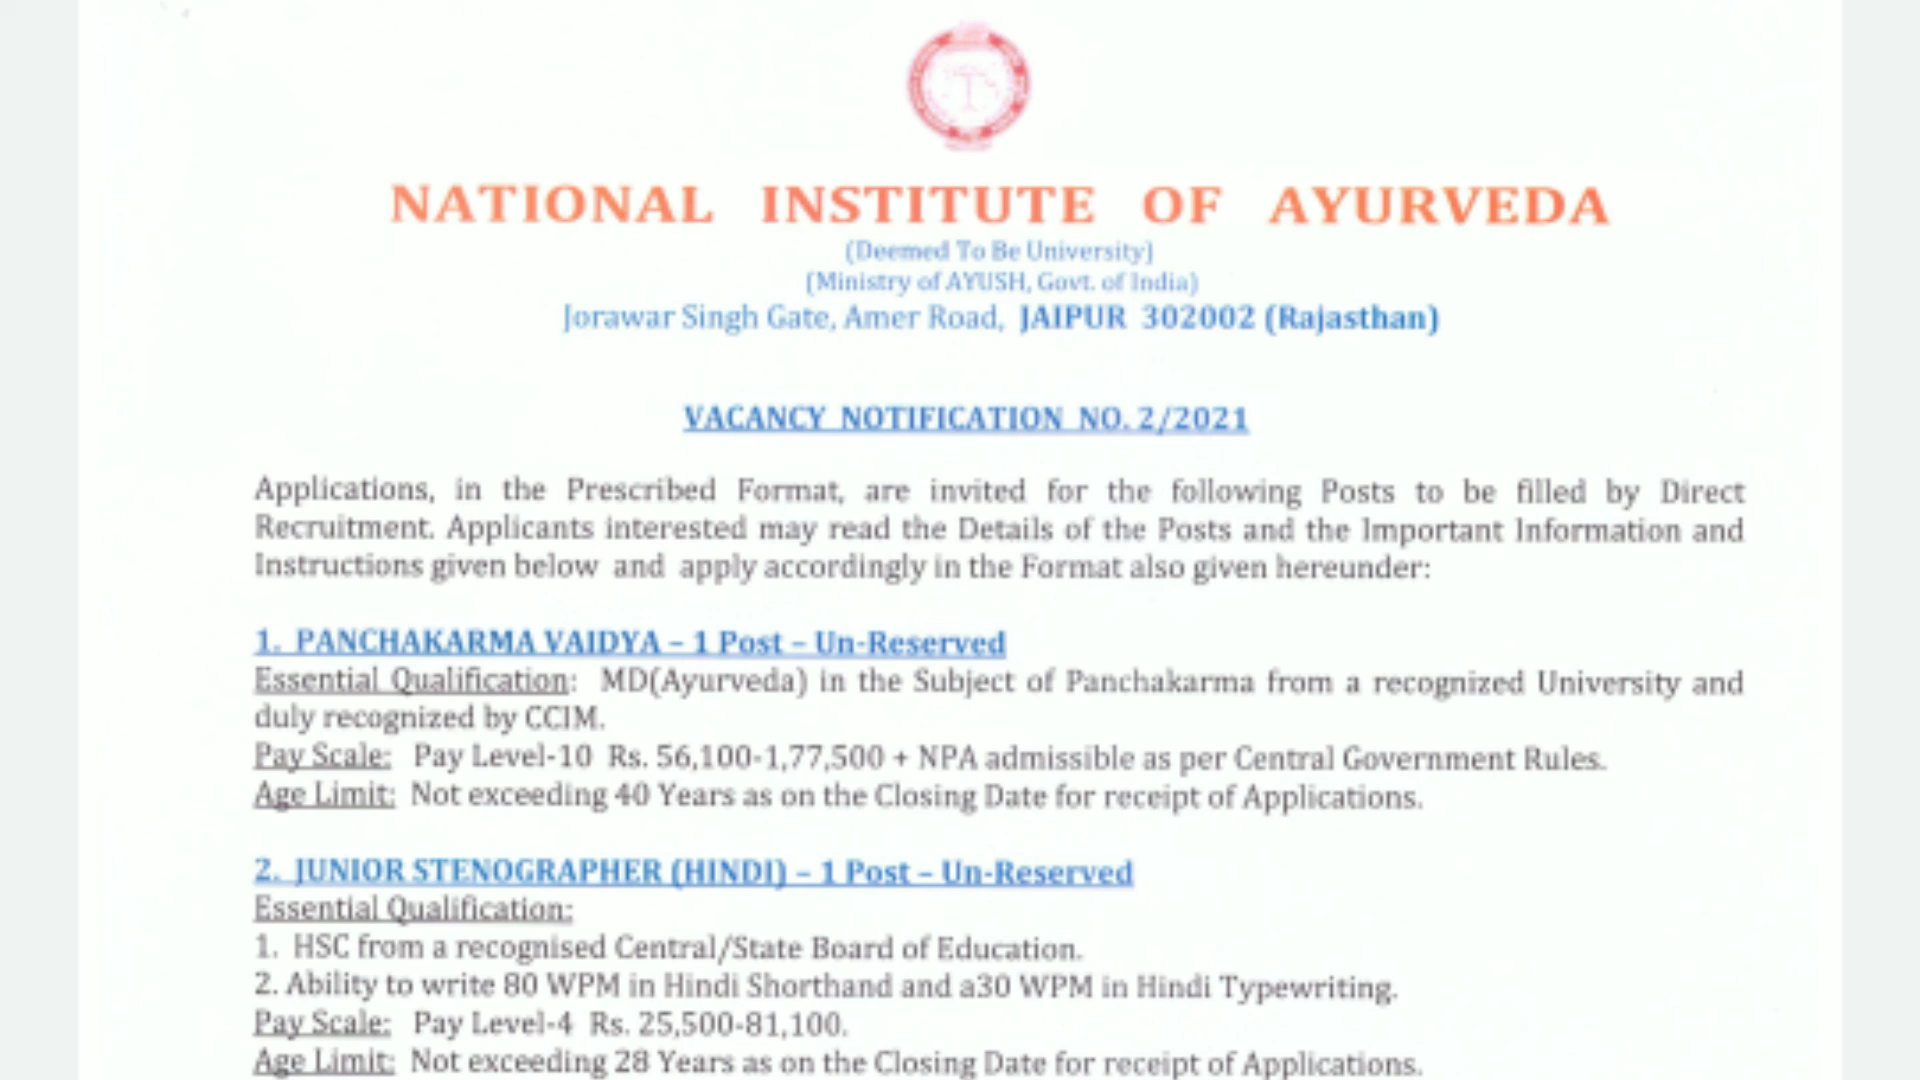 NATIONAL INSTITUTE OF AYURVEDA
(Deemed To Be University)
(Ministry of AYUSH, Govt. of India)
Jorawar Singh Gate, Amer Road, JAIPUR 302002 (Rajasthan)
VACANCY NOTIFICATION NO. 2/2021
Applications, in the Prescribed Format, are invited for the following Posts to be filled by Direct
Recruitment. Applicants interested may read the Details of the Posts and the Important Information and
Instructions given below and apply accordingly in the Format also given hereunder:
1. PANCHAKARMA VAIDYA – 1 Post – Un-Reserved
Essential Qualification: MD(Ayurveda) in the Subject of Panchakarma from a recognized University and
duly recognized by CCIM.
Pay Scale: Pay Level-10 Rs. 56,100-1,77,500 + NPA admissible as per Central Government Rules.
Age Limit: Not exceeding 40 Years as on the Closing Date for receipt of Applications.
2. JUNIOR STENOGRAPHER (HINDI) – 1 Post – Un-Reserved
Essential Qualification:
1. HSC from a recognised Central/State Board of Education.
2. Ability to write 80 WPM in Hindi Shorthand and a30 WPM in Hindi Typewriting.
Pay Scale: Pay Level-4 Rs. 25,500-81,100.
Age Limit: Not exceeding 28 Years as on the Closing Date for receipt of Applications.